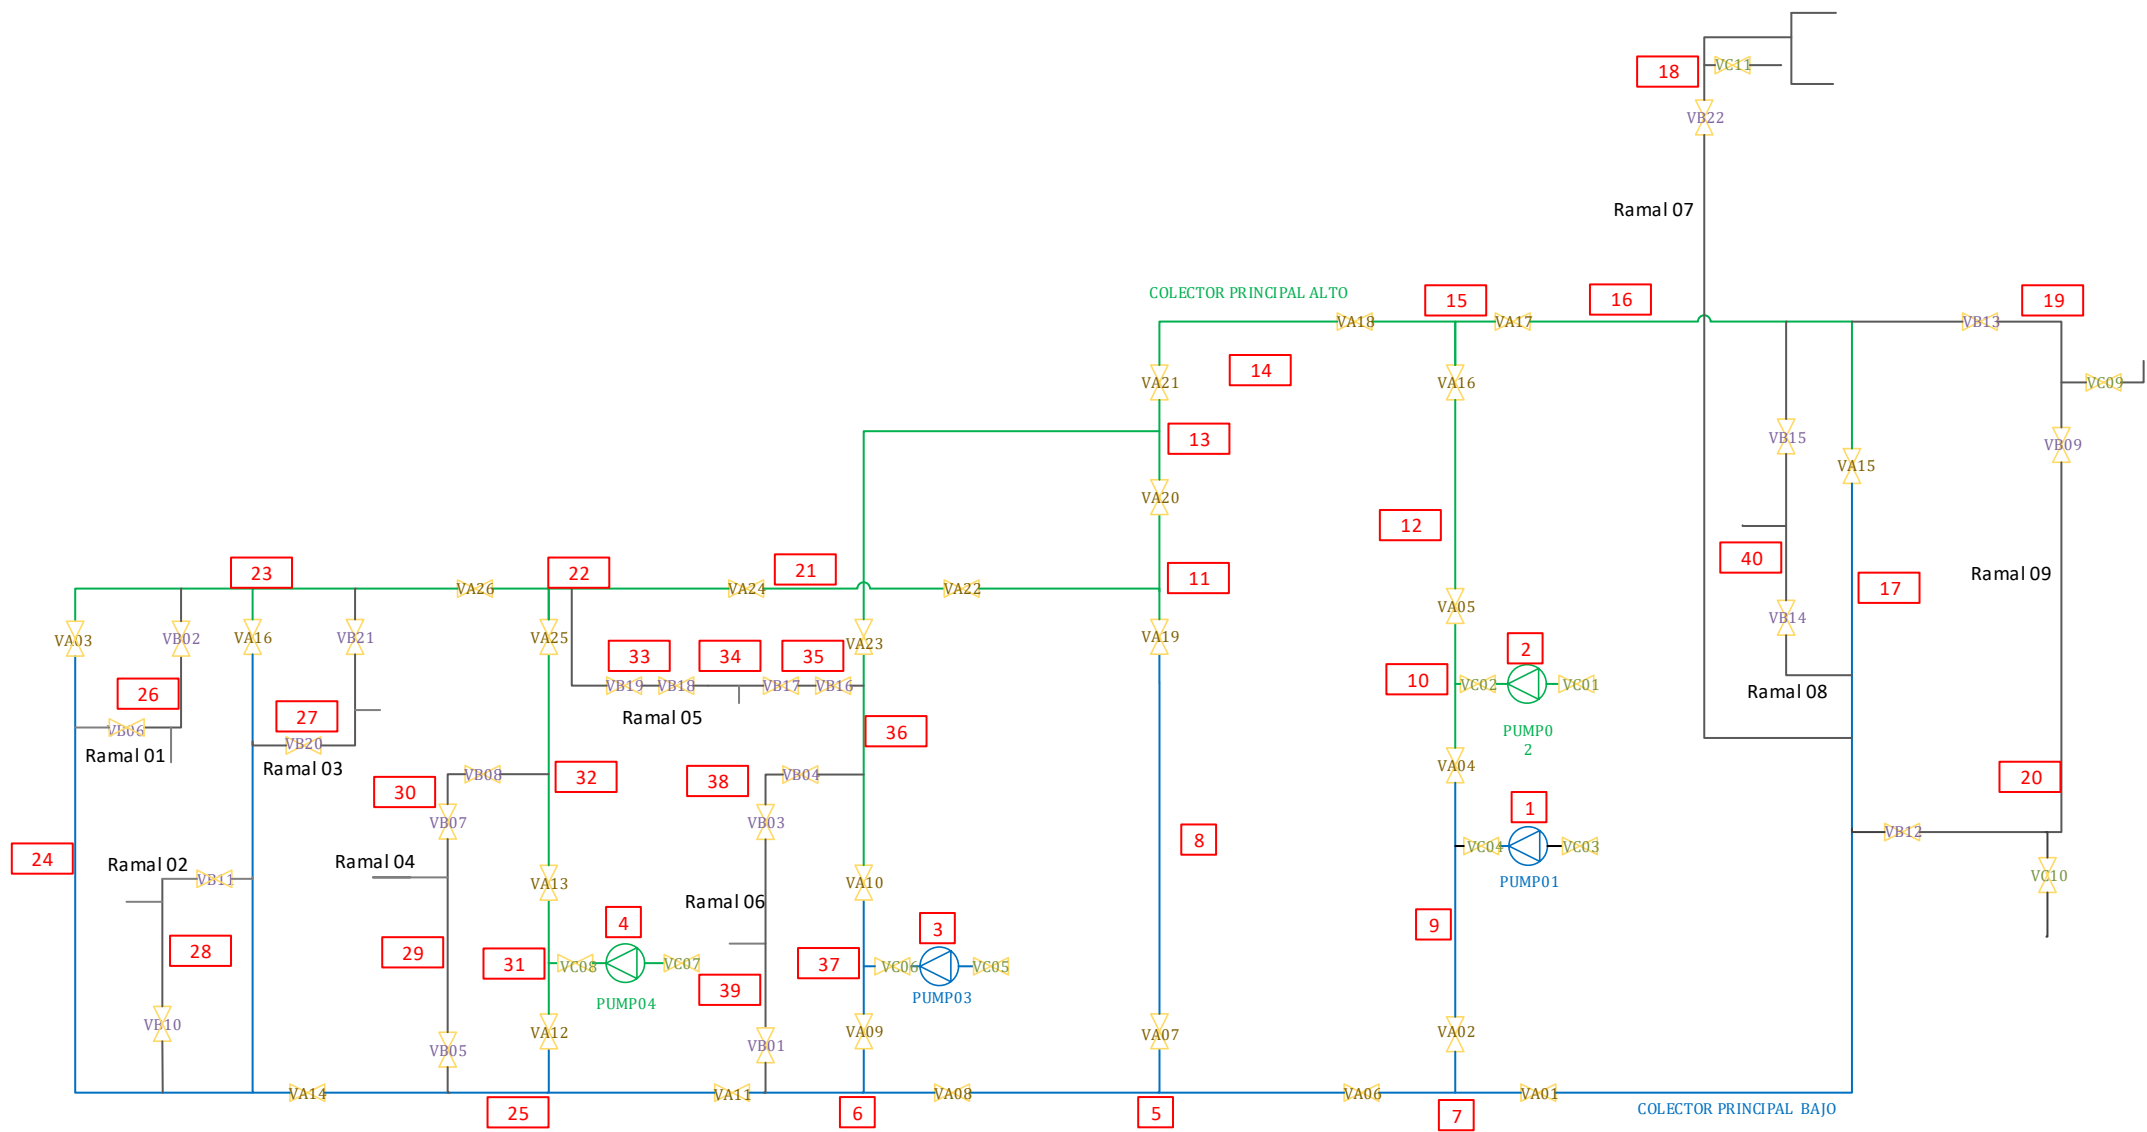 18
VC11
VB22
Ramal 07
COLECTOR PRINCIPAL ALTO
15
16
19
VA18
VA17
VB13
14
VA21
VA16
VC09
13
VB15
VB09
VA15
VA20
12
40
Ramal 09
23
22
21
11
17
VA26
VA24
VA22
VA05
VB14
VA03
VB02
VA16
VB21
VA25
VA23
VA19
33
34
35
2
26
VB19
VB18
VB17
VB16
10
VC02
VC01
Ramal 08
27
Ramal 05
36
PUMP0
2
VB06
Ramal 01
VB20
Ramal 03
32
38
VB08
VB04
VA04
20
30
VB07
VB03
1
24
8
VC04
VC03
VB12
Ramal 02
Ramal 04
VB11
VA13
VA10
PUMP01
VC10
Ramal 06
28
29
4
3
9
31
VC08
VC07
37
VC06
VC05
39
PUMP04
PUMP03
VB10
VB05
VA12
VB01
VA09
VA07
VA02
VA14
VA11
VA08
VA06
VA01
25
6
5
7
COLECTOR PRINCIPAL BAJO